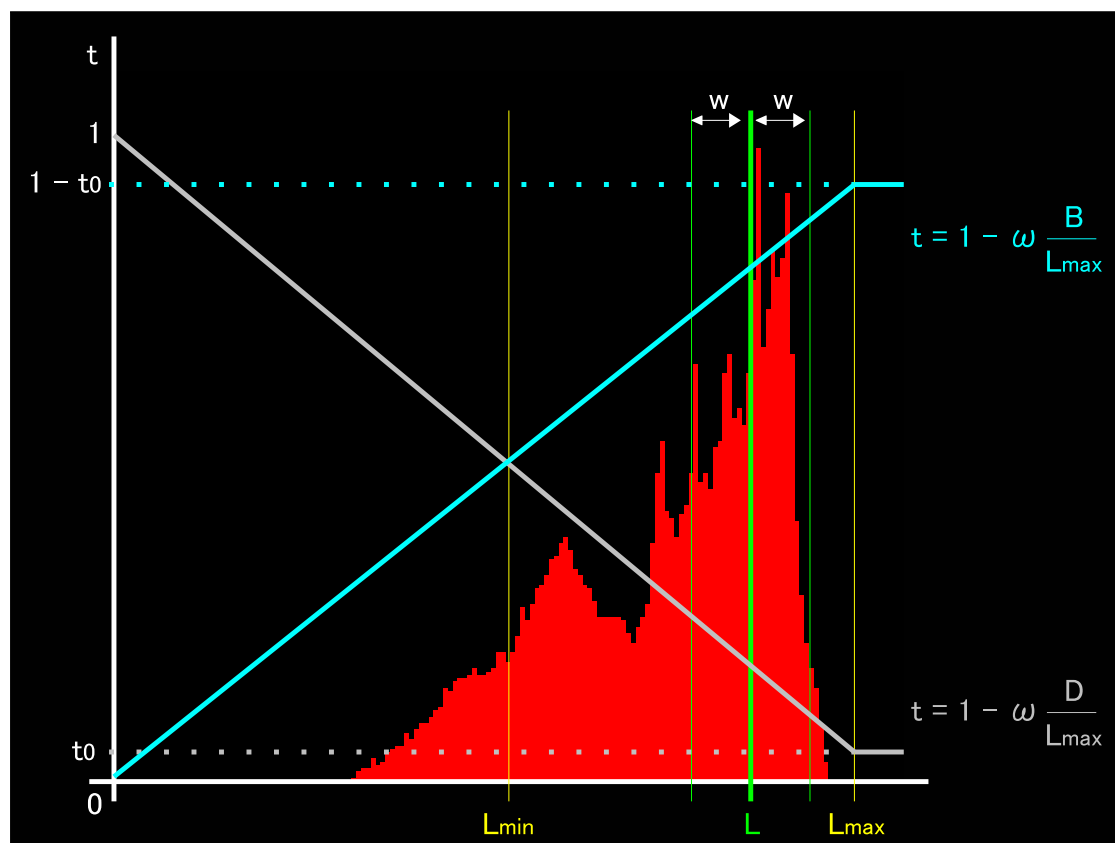 t
w w
1
1 - t0
t = 1 - ω B/Lmax
t = 1 - ω D/Lmax
t0
0
Lmin L Lmax